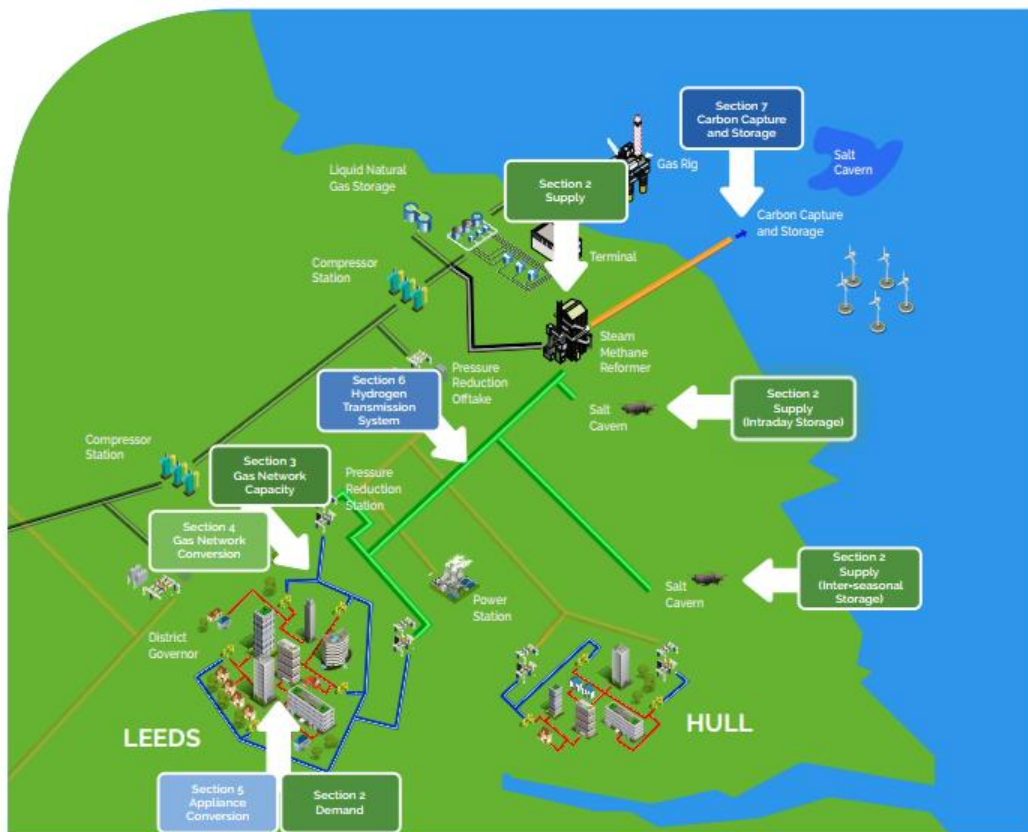 Section 7
Carbon Capture
and Storage
Salt
Cavern
Gas Rig
Liquid Natural
Gas Storage
Section 2
Supply
Carbon Capture
and Storage
Terminal
Compressor
Station
Steam
Methane
Reformer
Pressure
Reduction
Offtake
Section 6
Hydrogen
Transmission
System
Salt
Cavern
Section 2
Supply
(Intraday Storage)
Compressor
Station
Section 3
Gas Network
Capacity
Pressure
Reduction
Station
Section 4
Gas Network
Conversion
Section 2
Supply
(Inter-seasonal
Storage)
Salt
Cavern
Power
Station
District
Governor
LEEDS
HULL
Section 5
Appliance
Conversion
Section 2
Demand